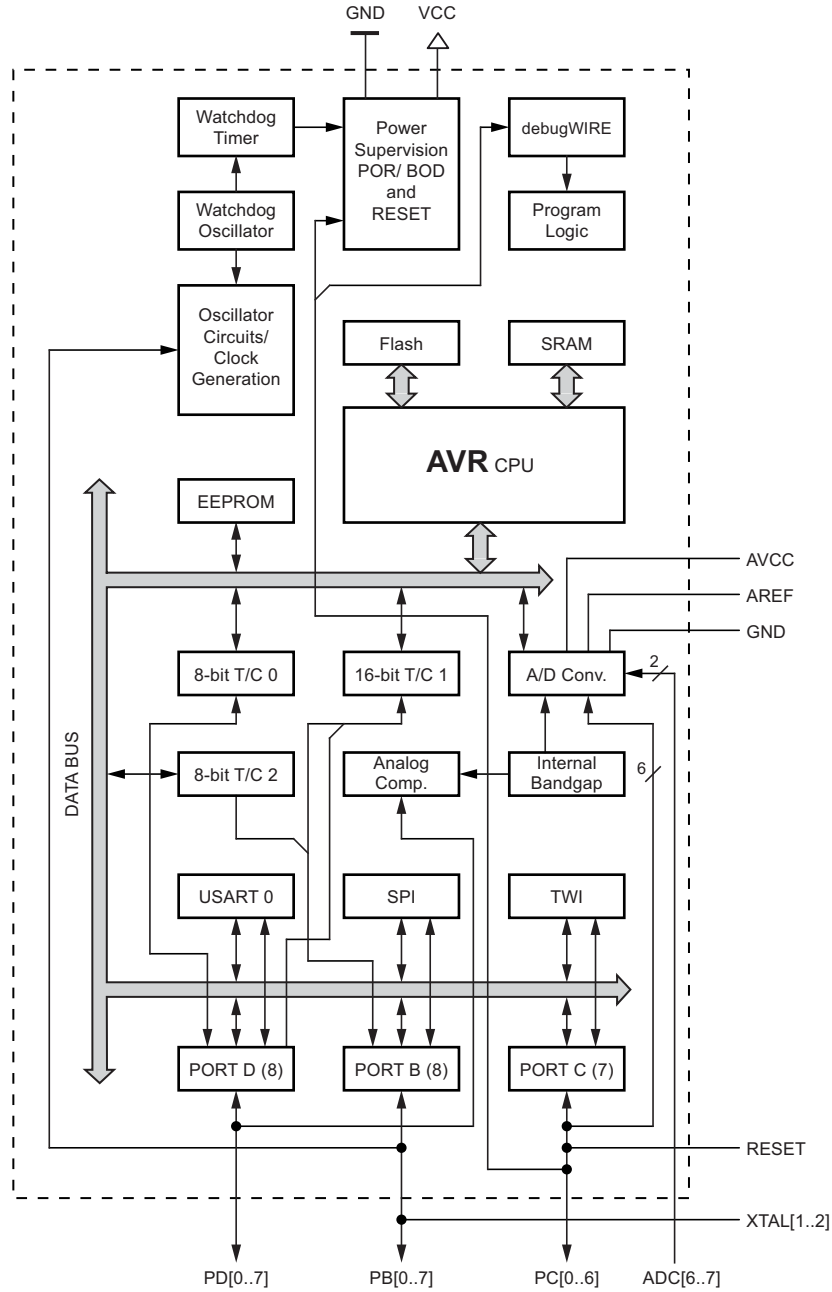 GND
VCC
Watchdog
Timer
Power
Supervision
POR/ BOD
and
RESET
debugWIRE
Watchdog
Oscillator
Program
Logic
Oscillator
Circuits/
Clock
Generation
Flash
SRAM
AVR CPU
EEPROM
AVCC
AREF
GND
8-bit T/C 0
16-bit T/C 1
A/D Conv.
2
DATA BUS
8-bit T/C 2
Analog
Comp.
Internal
Bandgap
6
USART 0
SPI
TWI
PORT D (8)
PORT B (8)
PORT C (7)
RESET
XTAL[1..2]
PD[0..7]
PB[0..7]
PC[0..6]
ADC[6..7]